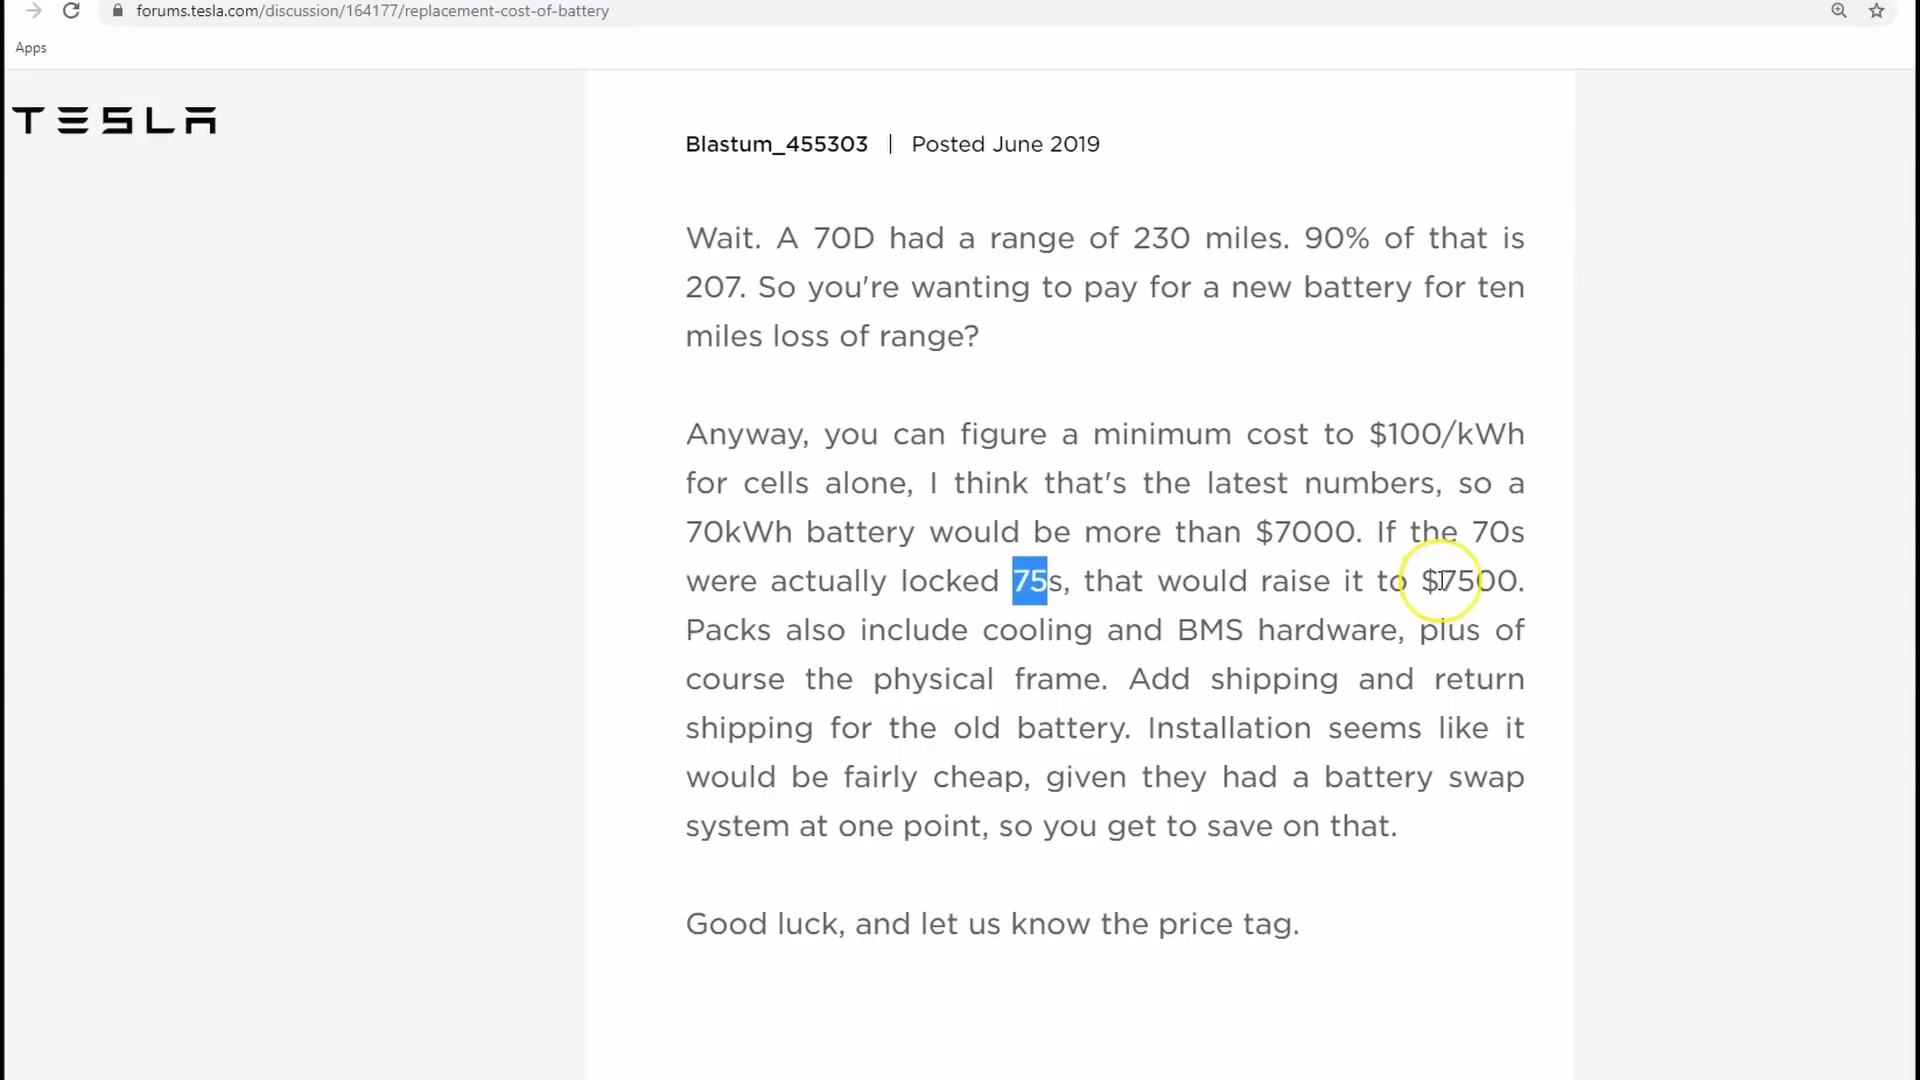 forums.tesla.com/discussion/164177/replacement-cost-of-battery
Apps
TESLA
Blastum_455303 | Posted June 2019
Wait. A 70D had a range of 230 miles. 90% of that is
207. So you're wanting to pay for a new battery for ten
miles loss of range?
Anyway, you can figure a minimum cost to $100/kWh
for cells alone, I think that's the latest numbers, so a
70kWh battery would be more than $7000. If the 70s
were actually locked 75s, that would raise it to $7500.
Packs also include cooling and BMS hardware, plus of
course the physical frame. Add shipping and return
shipping for the old battery. Installation seems like it
would be fairly cheap, given they had a battery swap
system at one point, so you get to save on that.
Good luck, and let us know the price tag.